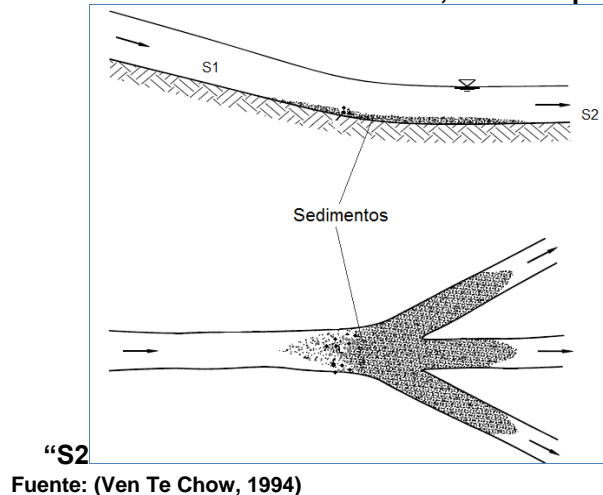 S1
S2
Sedimentos
“S2
Fuente: (Ven Te Chow, 1994)